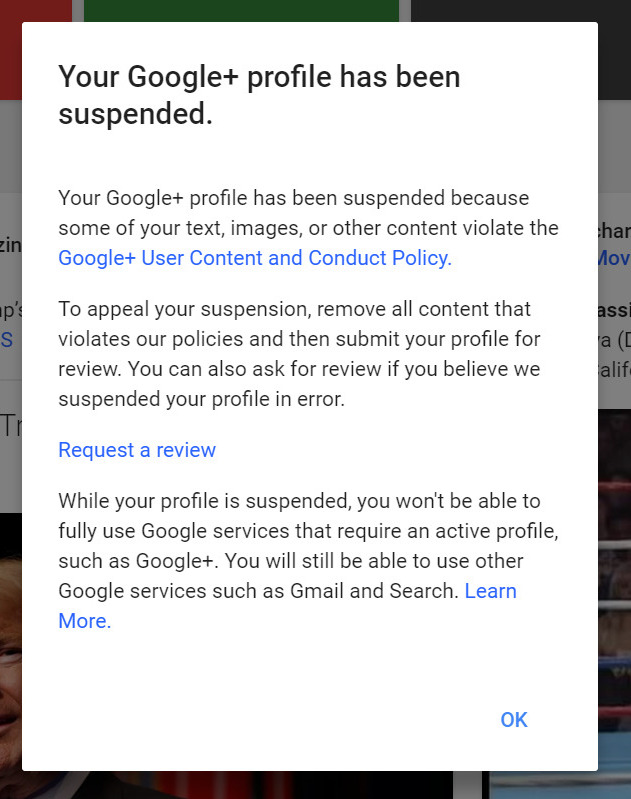 Your Google+ profile has been
suspended.
Your Google+ profile has been suspended because
some of your text, images, or other content violate the
Google+ User Content and Conduct Policy.
To appeal your suspension, remove all content that
violates our policies and then submit your profile for
review. You can also ask for review if you believe we
suspended your profile in error.
Request a review
While your profile is suspended, you won't be able to
fully use Google services that require an active profile,
such as Google+. You will still be able to use other
Google services such as Gmail and Search. Learn
More.
OK